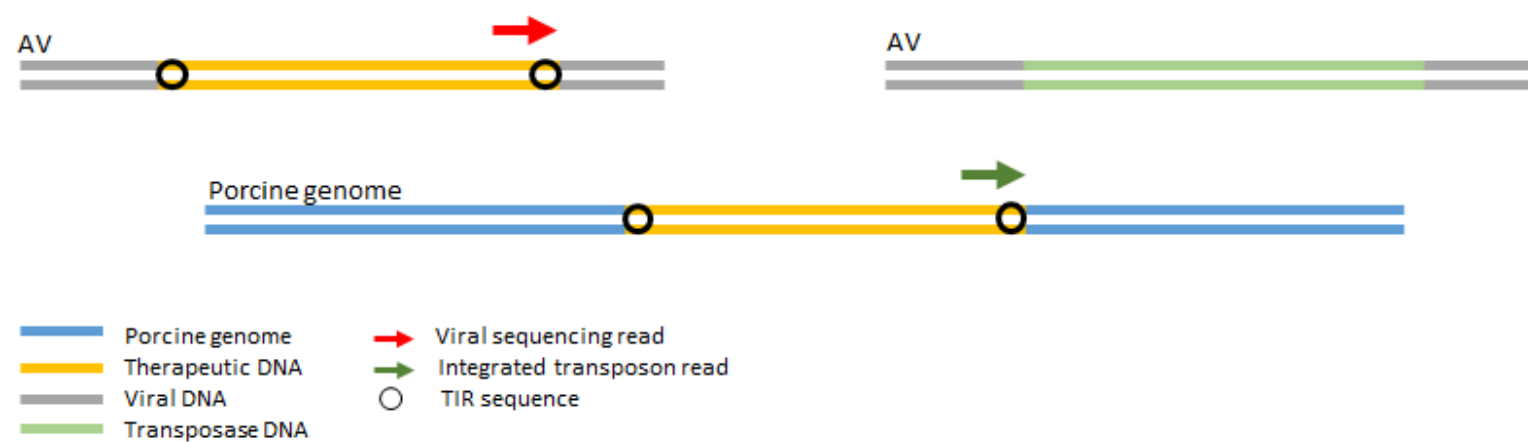 AV
AV
Porcine genome
Porcine genome
Therapeutic DNA
Viral DNA
Transposase DNA
Viral sequencing read
Integrated transposon read
TIR sequence